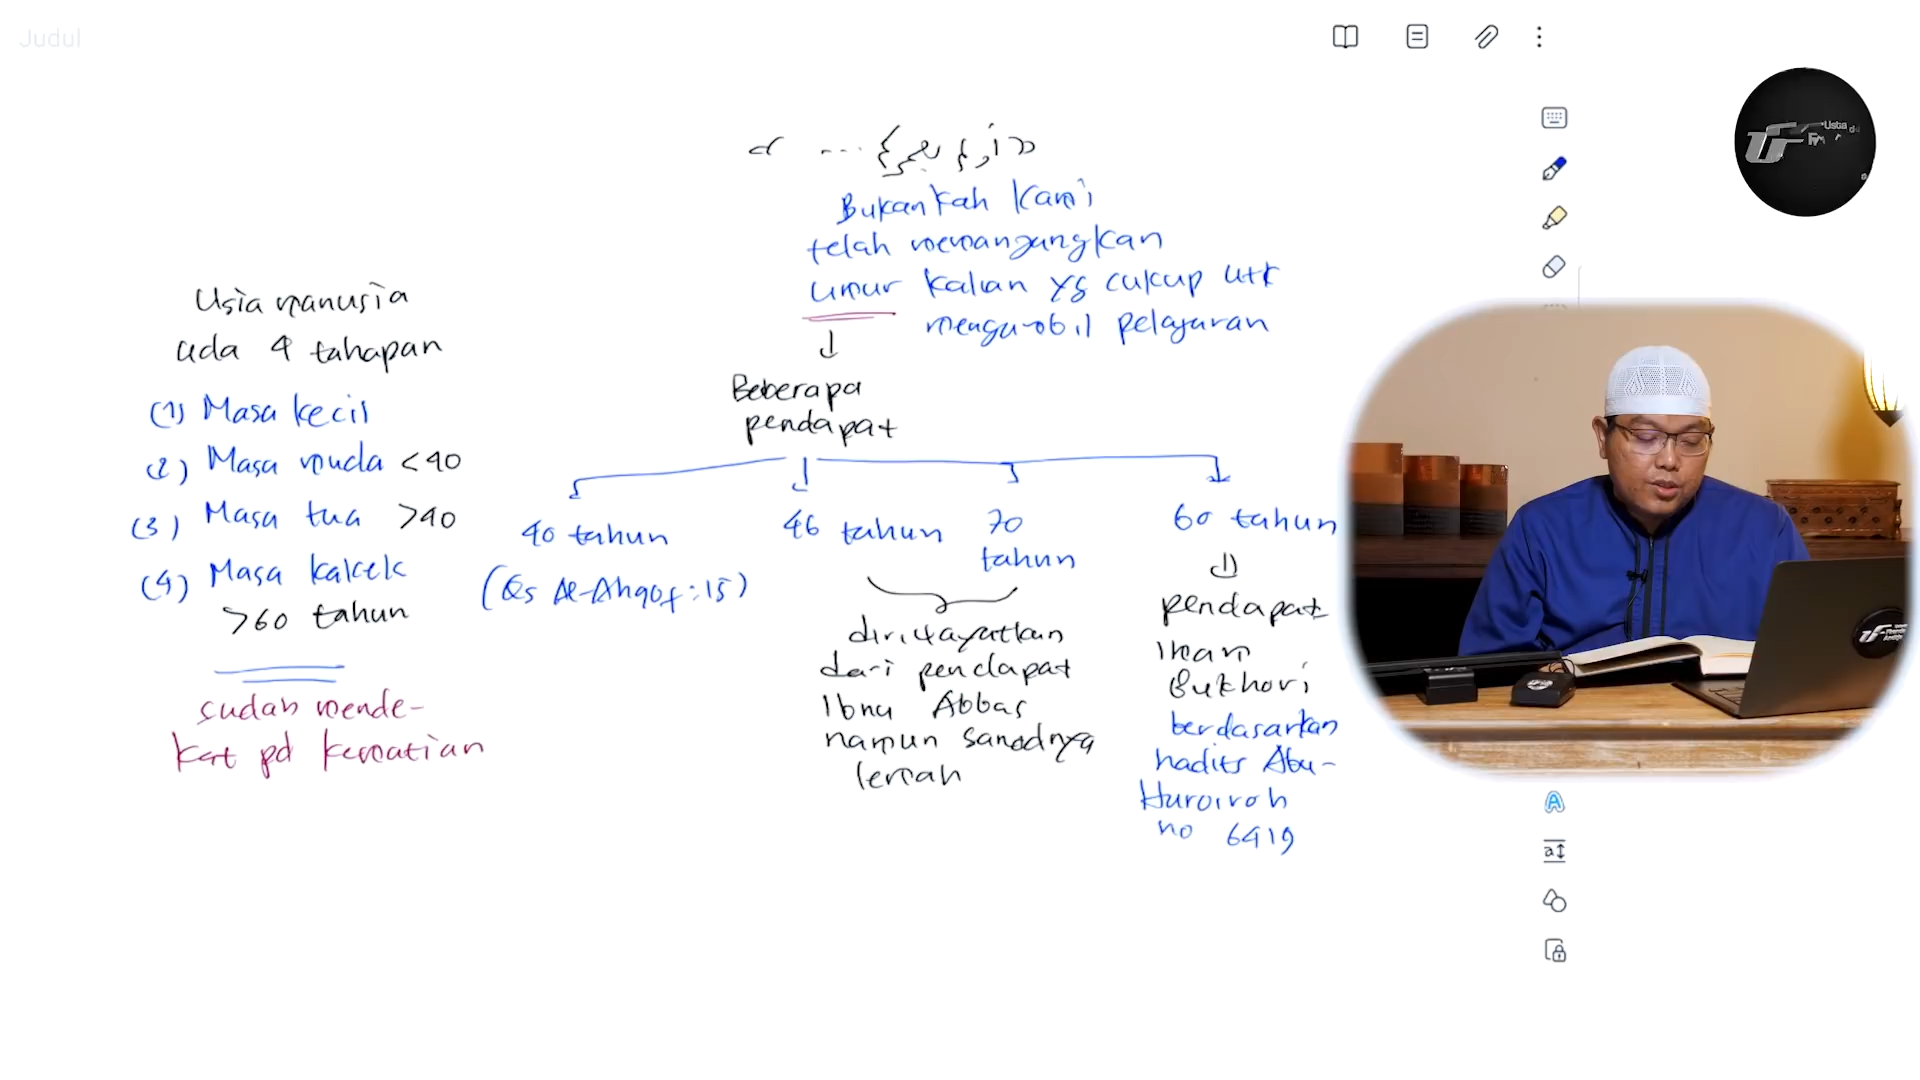 Judul
Bukankah Kami
telah memanjangkan
umur kalian yg cukup utk
mengambil pelajaran
Beberapa
pendapat
40 tahun
(Qs Al-Ahqof : 15)
46 tahun
70
tahun
diriwayatkan
dari pendapat
Ibnu Abbas
namun sanadnya
lemah
60 tahun
pendapat
Imam
Bukhori
berdasarkan
hadits Abu-
Huroiroh
no 6419
Usia manusia
ada 4 tahapan
(1) Masa kecil
(2) Masa muda <40
(3) Masa tua >40
(4) Masa kakek
>60 tahun
sudah mende-
kat pd kematian